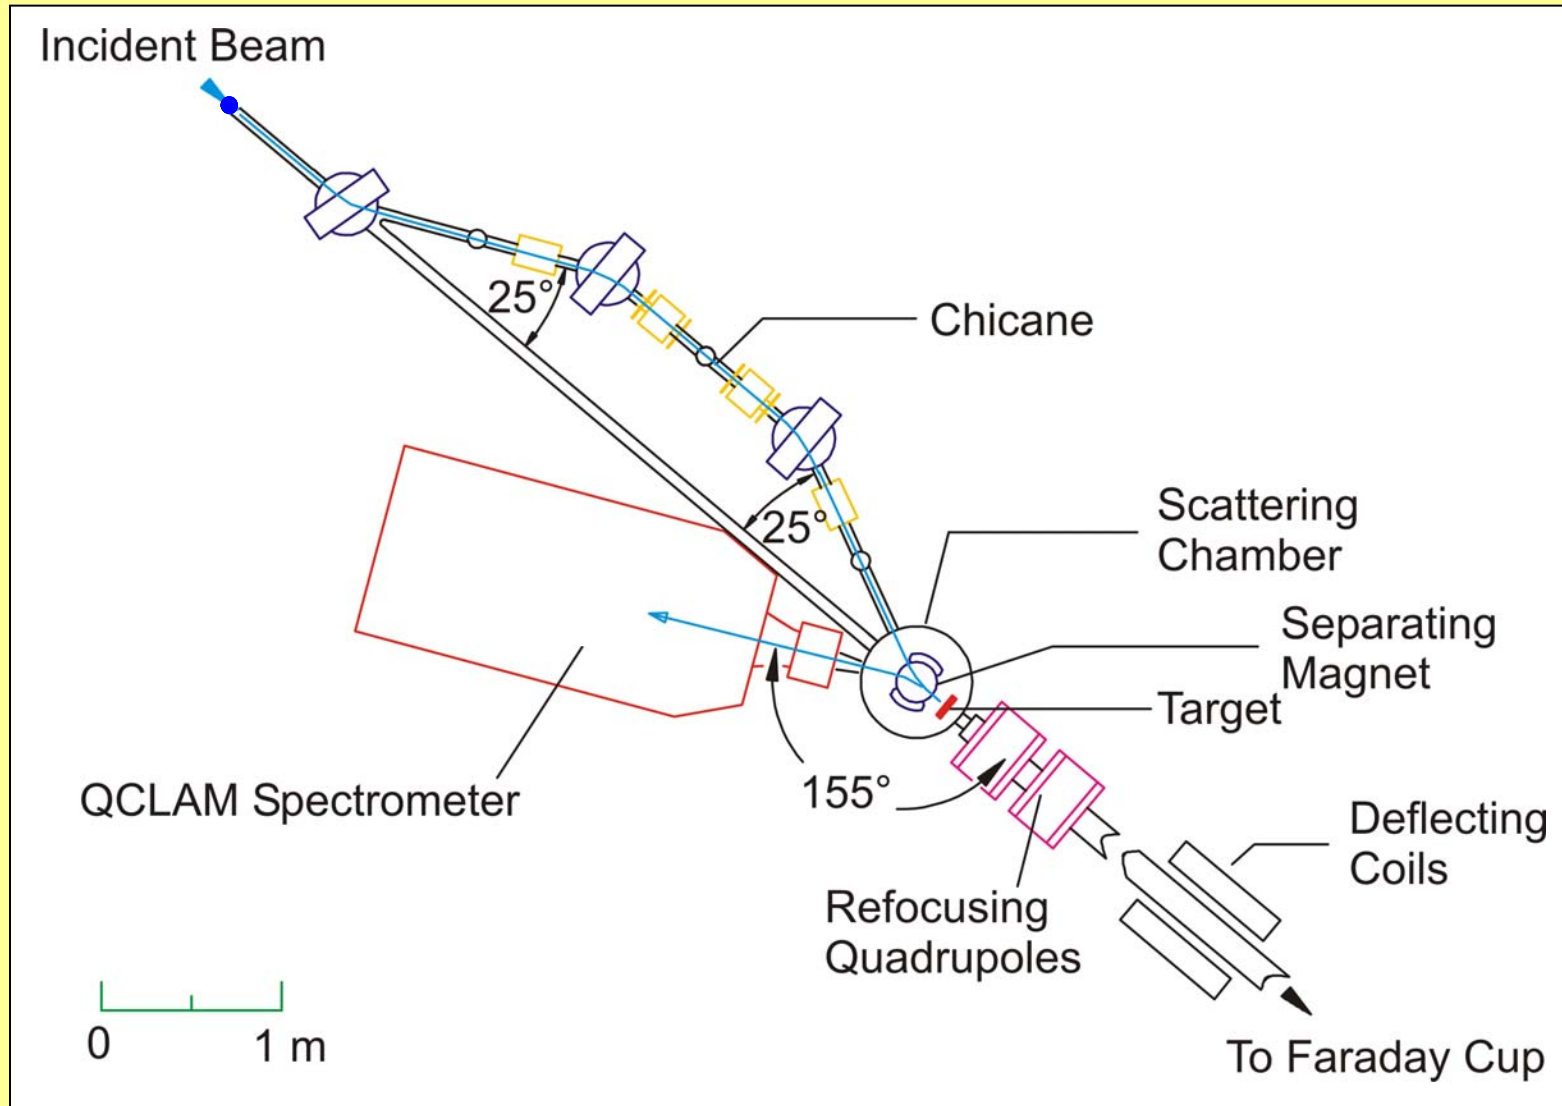 Incident Beam
25°
Chicane
25°
Scattering
Chamber
Separating
Magnet
Target
155°
QCLAM Spectrometer
Deflecting
Coils
Refocusing
Quadrupoles
0
1 m
To Faraday Cup